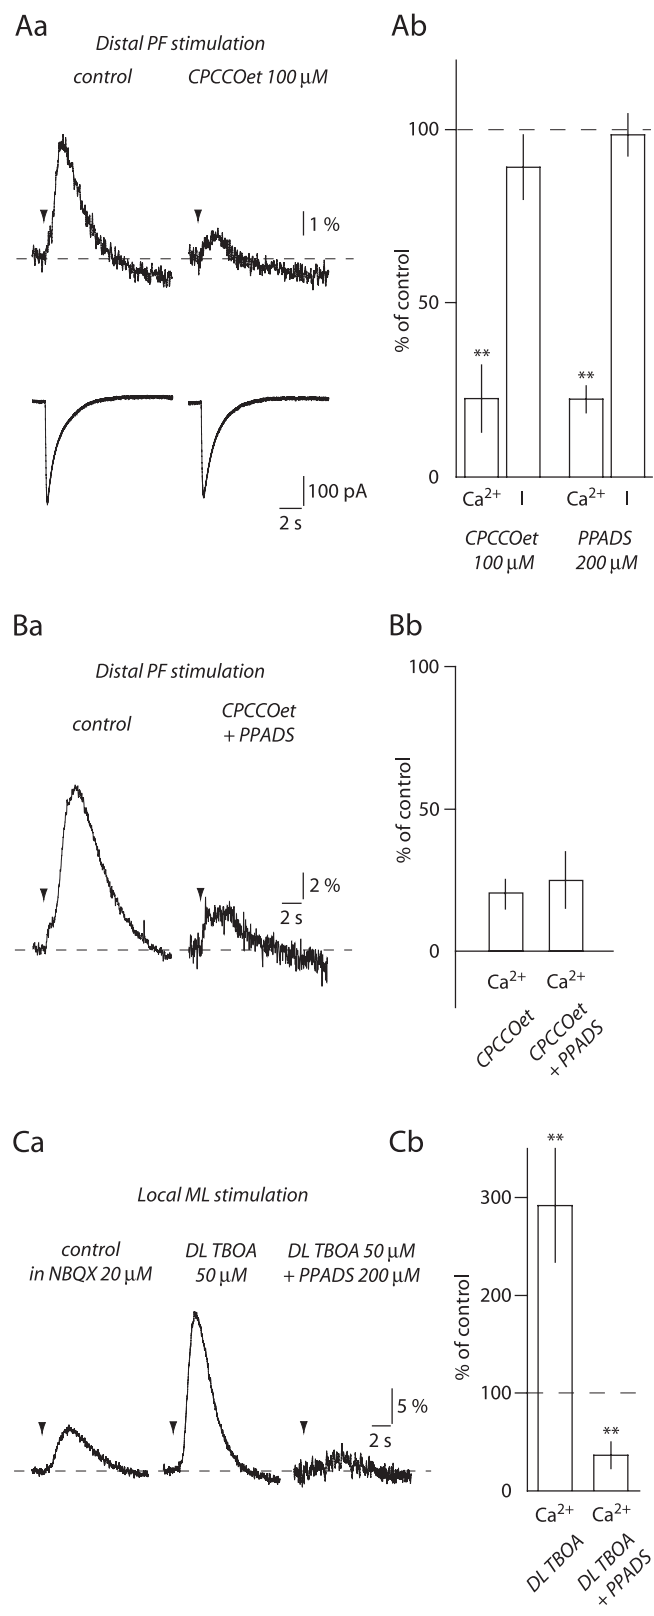 Aa
Distal PF stimulation
control
CPCCOet 100 µM
1 %
100 pA
2 s
Ab
% of control
100
50
0
**
**
Ca2+
I
Ca2+
I
CPCCOet
100 µM
PPADS
200 µM
Ba
Distal PF stimulation
control
CPCCOet
+ PPADS
2 %
2 s
Bb
% of control
100
50
0
Ca2+
Ca2+
CPCCOet
CPCCOet
+ PPADS
Ca
Local ML stimulation
control
in NBQX 20 µM
DL TBOA
50 µM
DL TBOA 50 µM
+ PPADS 200 µM
5 %
2 s
Cb
% of control
300
200
100
0
**
**
Ca2+
Ca2+
DL TBOA
DL TBOA
+ PPADS